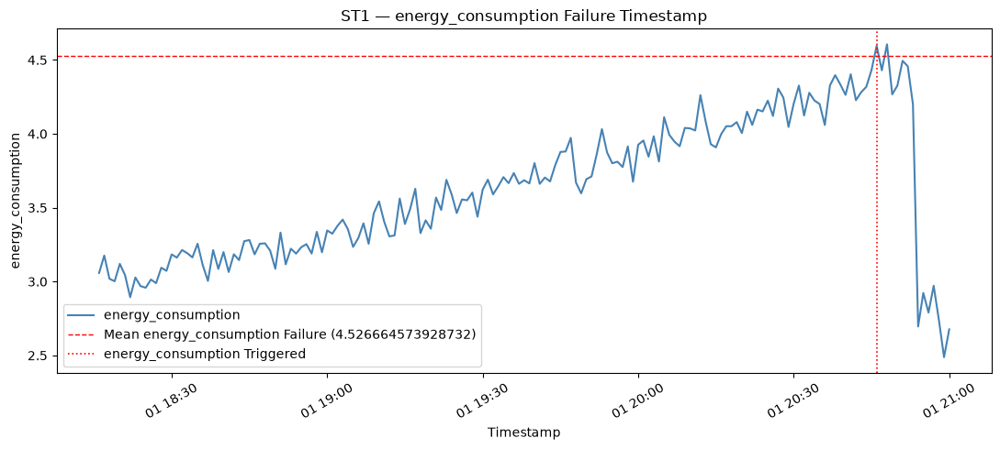 ST1 — energy_consumption Failure Timestamp
energy_consumption
4.5
4.0
3.5
3.0
2.5
energy_consumption
Mean energy_consumption Failure (4.526664573928732)
energy_consumption Triggered
01 18:30
01 19:00
01 19:30
01 20:00
01 20:30
01 21:00
Timestamp